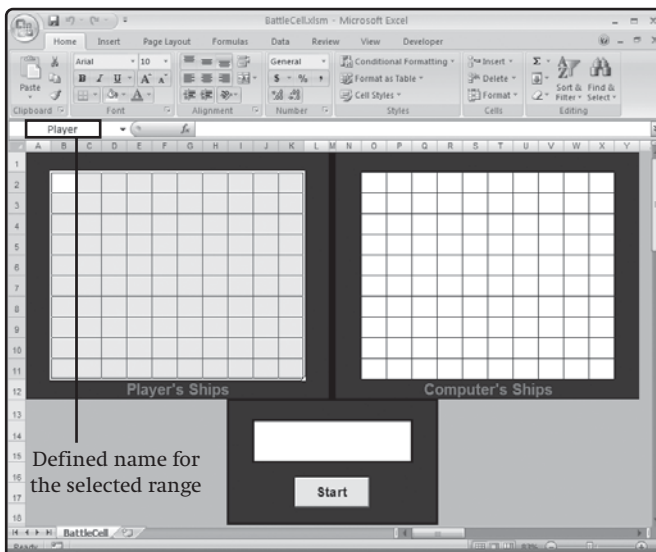 BattleCell.xlsm - Microsoft Excel
Home Insert Page Layout Formulas Data Review View Developer
Paste
Arial 10
B I U A A
A
General
$ % ,
Conditional Formatting
Format as Table
Cell Styles
Insert
Delete
Format
Σ
Sort & Filter
Find & Select
Clipboard Font Alignment Number Styles Cells Editing
Player fx
A B C D E F G H I J K L M N O P Q R S T U V W X Y
1
2
3
4
5
6
7
8
9
10
11
12
Player's Ships Computer's Ships
13
14
15
16
17
18
Defined name for
the selected range
Start
BattleCell
Ready